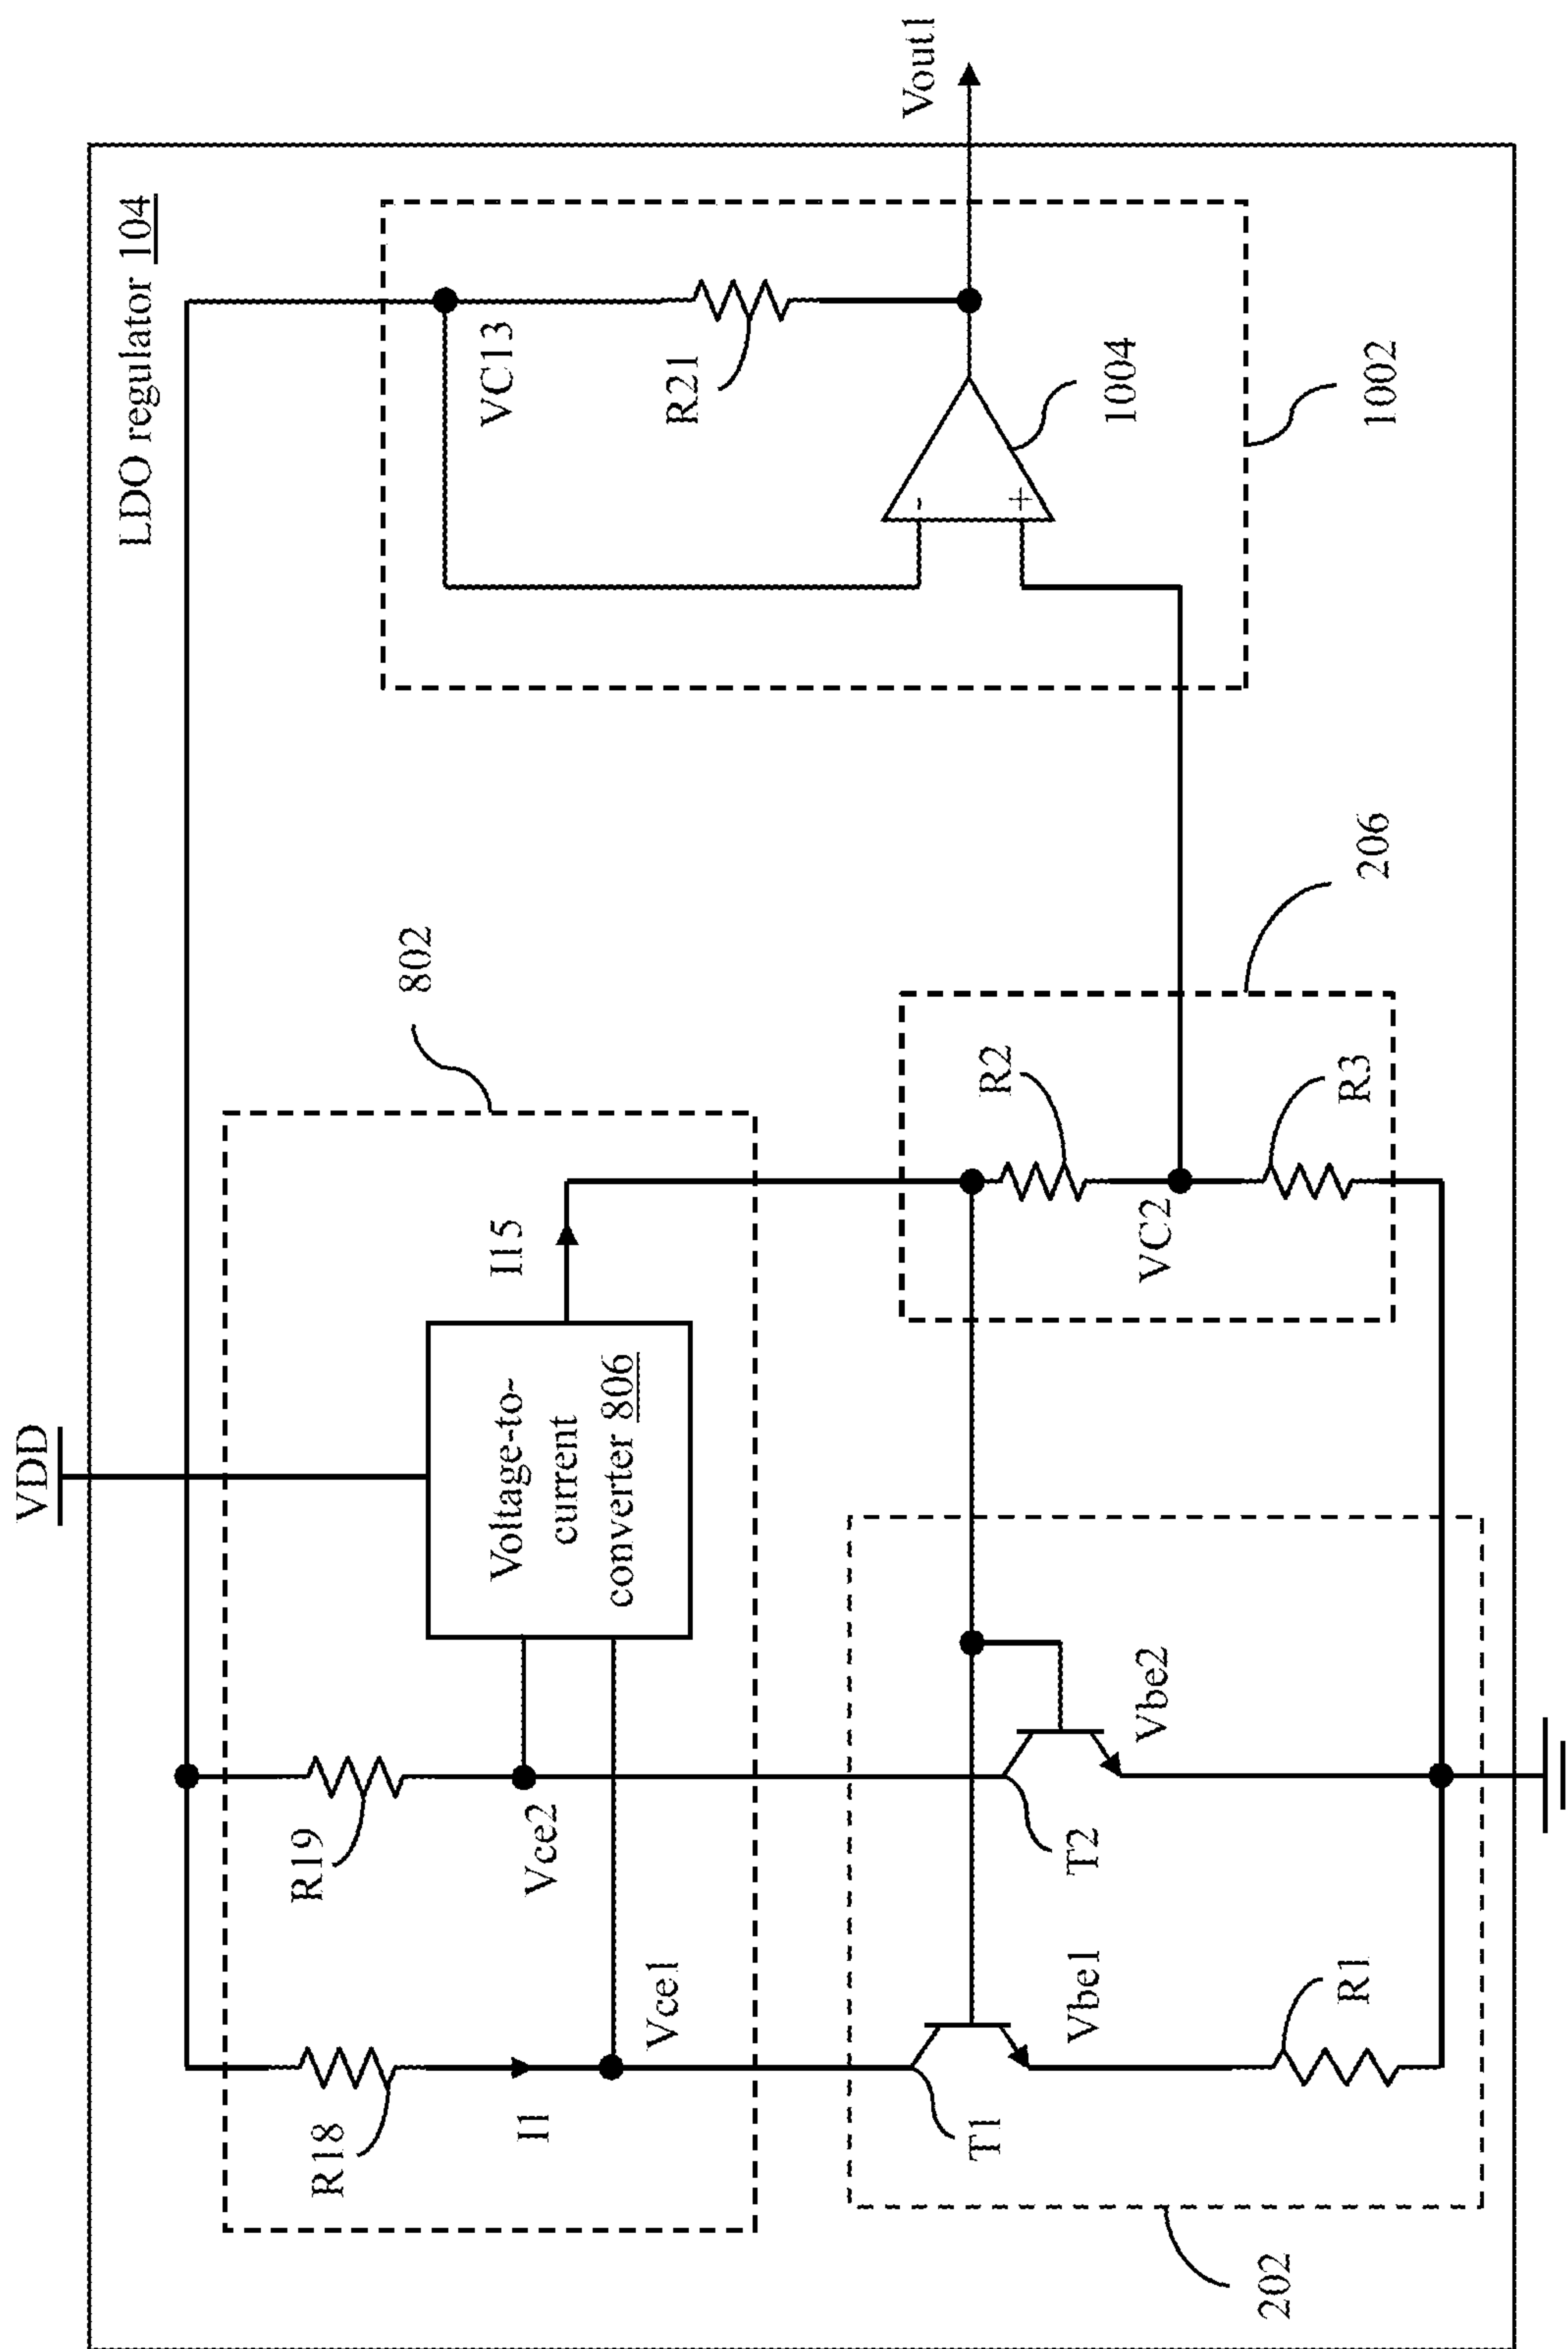 VDD
LDO regulator 104
802
R18
R19
I1
Vce2
Vce1
Voltage-to-
current
converter 806
I15
VC13
R21
Vout1
1004
1002
T1
T2
Vbe1
Vbe2
R1
202
R2
VC2
R3
206
-
+